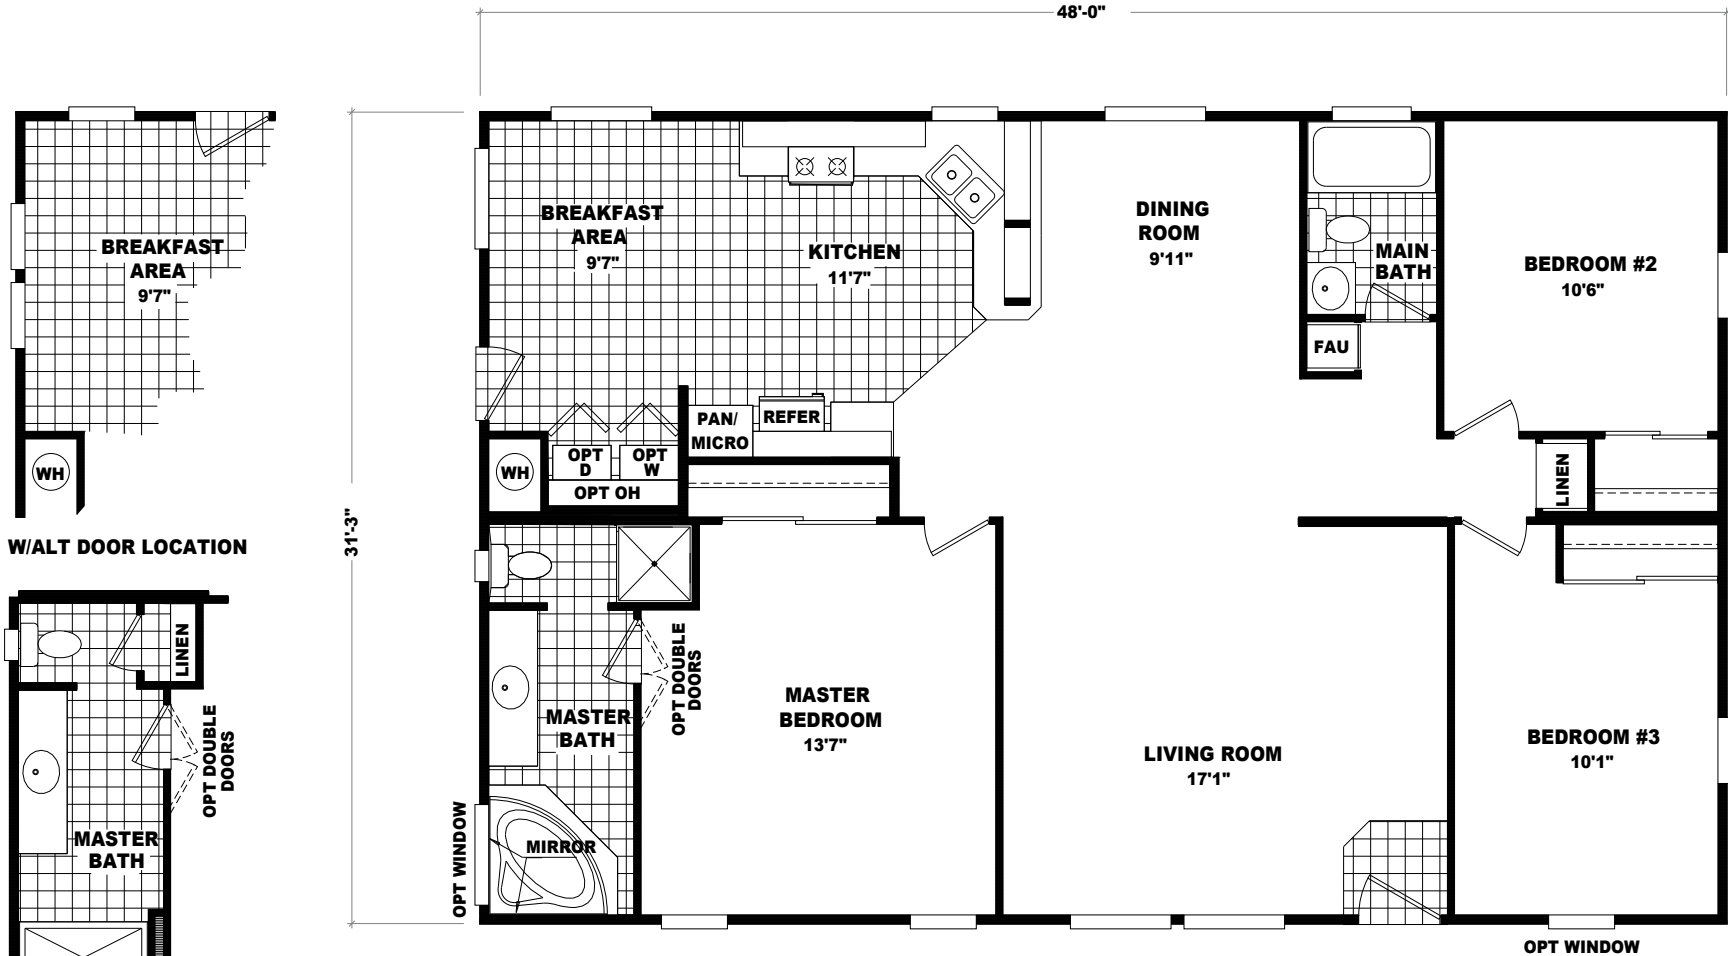 48'-0"
31'-3"
BREAKFAST
AREA
9'7"
WH
W/ALT DOOR LOCATION
LINEN
OPT DOUBLE
DOORS
MASTER
BATH
BREAKFAST
AREA
9'7"
KITCHEN
11'7"
DINING
ROOM
9'11"
MAIN
BATH
BEDROOM #2
10'6"
FAU
PAN/
MICRO
REFER
WH
OPT
D
OPT
W
OPT OH
LINEN
OPT DOUBLE
DOORS
MASTER
BATH
MASTER
BEDROOM
13'7"
LIVING ROOM
17'1"
BEDROOM #3
10'1"
OPT WINDOW
MIRROR
OPT WINDOW